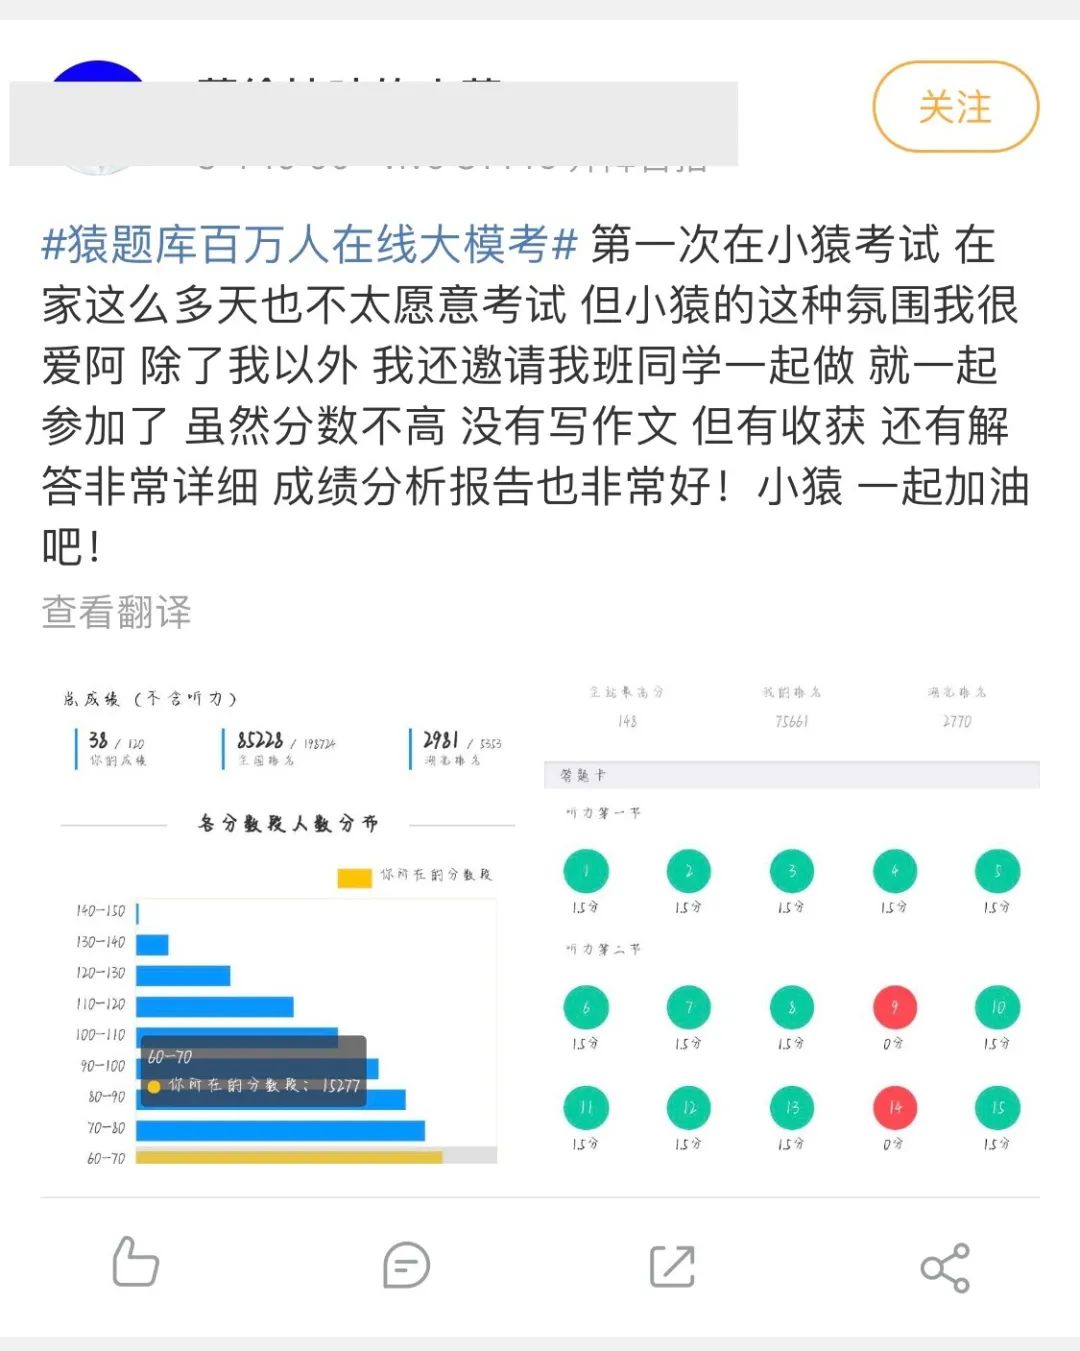 关注
#猿题库百万人在线大模考# 第一次在小猿考试 在
家这么多天也不太愿意考试 但小猿的这种氛围我很
爱阿 除了我以外 我还邀请我班同学一起做 就一起
参加了 虽然分数不高 没有写作文 但有收获 还有解
答非常详细 成绩分析报告也非常好！小猿 一起加油
吧！
查看翻译
总成绩（不含听力）
38 / 120
你的成绩
85228 / 198724
全国排名
2981 / 5353
湖北排名
各分数段人数分布
你所在的分数段
140-150
130-140
120-130
110-120
100-110
90-100
80-90
70-80
60-70
60-70
你所在的分数段: 15277
全站最高分
148
我的排名
75661
湖北排名
2770
答题卡
听力第一节
1 2 3 4 5
1.5分 1.5分 1.5分 1.5分 1.5分
听力第二节
6 7 8 9 10
1.5分 1.5分 1.5分 0分 1.5分
11 12 13 14 15
1.5分 1.5分 1.5分 0分 1.5分